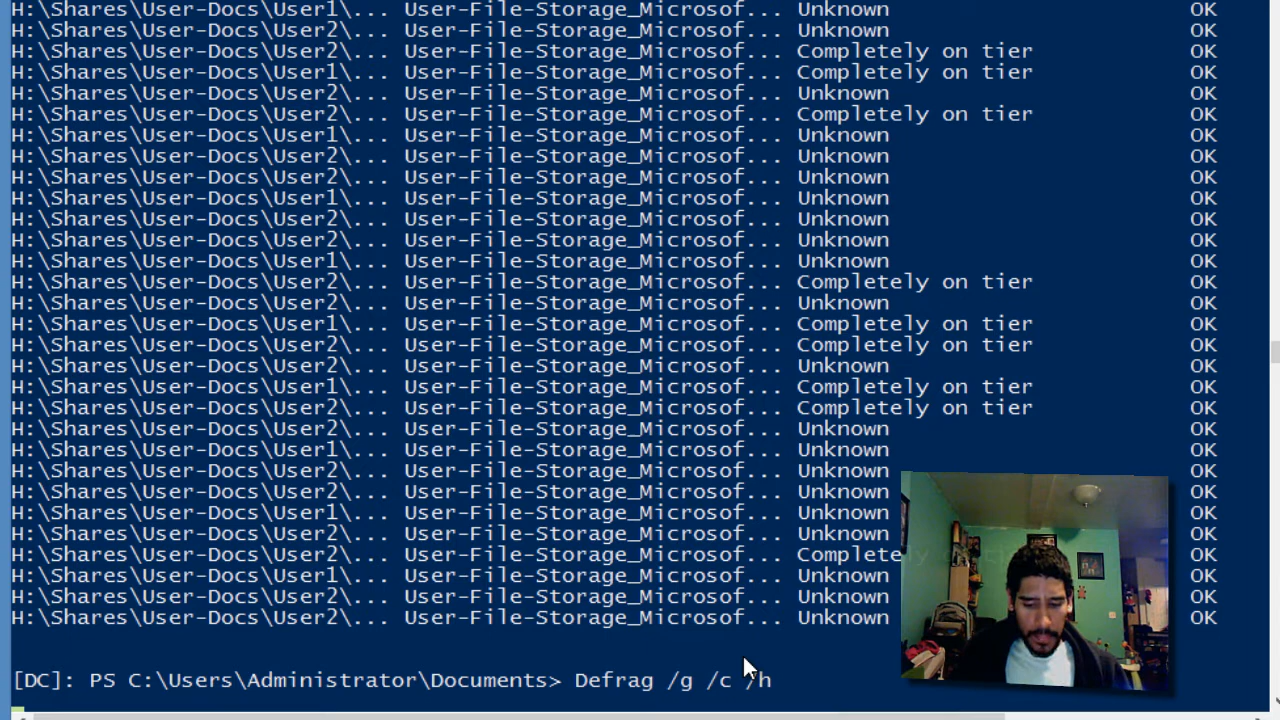 H:\Shares\User-Docs\User1\... User-File-Storage_Microsof... Unknown OK
H:\Shares\User-Docs\User2\... User-File-Storage_Microsof... Unknown OK
H:\Shares\User-Docs\User2\... User-File-Storage_Microsof... Completely on tier OK
H:\Shares\User-Docs\User1\... User-File-Storage_Microsof... Completely on tier OK
H:\Shares\User-Docs\User2\... User-File-Storage_Microsof... Unknown OK
H:\Shares\User-Docs\User2\... User-File-Storage_Microsof... Completely on tier OK
H:\Shares\User-Docs\User1\... User-File-Storage_Microsof... Unknown OK
H:\Shares\User-Docs\User2\... User-File-Storage_Microsof... Unknown OK
H:\Shares\User-Docs\User2\... User-File-Storage_Microsof... Unknown OK
H:\Shares\User-Docs\User1\... User-File-Storage_Microsof... Unknown OK
H:\Shares\User-Docs\User2\... User-File-Storage_Microsof... Unknown OK
H:\Shares\User-Docs\User2\... User-File-Storage_Microsof... Unknown OK
H:\Shares\User-Docs\User1\... User-File-Storage_Microsof... Unknown OK
H:\Shares\User-Docs\User2\... User-File-Storage_Microsof... Completely on tier OK
H:\Shares\User-Docs\User2\... User-File-Storage_Microsof... Unknown OK
H:\Shares\User-Docs\User1\... User-File-Storage_Microsof... Completely on tier OK
H:\Shares\User-Docs\User2\... User-File-Storage_Microsof... Completely on tier OK
H:\Shares\User-Docs\User2\... User-File-Storage_Microsof... Unknown OK
H:\Shares\User-Docs\User1\... User-File-Storage_Microsof... Completely on tier OK
H:\Shares\User-Docs\User2\... User-File-Storage_Microsof... Completely on tier OK
H:\Shares\User-Docs\User2\... User-File-Storage_Microsof... Unknown OK
H:\Shares\User-Docs\User1\... User-File-Storage_Microsof... Unknown OK
H:\Shares\User-Docs\User2\... User-File-Storage_Microsof... Unknown OK
H:\Shares\User-Docs\User2\... User-File-Storage_Microsof... Unknown OK
H:\Shares\User-Docs\User1\... User-File-Storage_Microsof... Unknown OK
H:\Shares\User-Docs\User2\... User-File-Storage_Microsof... Unknown OK
H:\Shares\User-Docs\User2\... User-File-Storage_Microsof... Completely on tier OK
H:\Shares\User-Docs\User1\... User-File-Storage_Microsof... Unknown OK
H:\Shares\User-Docs\User2\... User-File-Storage_Microsof... Unknown OK
H:\Shares\User-Docs\User2\... User-File-Storage_Microsof... Unknown OK
[DC]: PS C:\Users\Administrator\Documents> Defrag /g /c /h